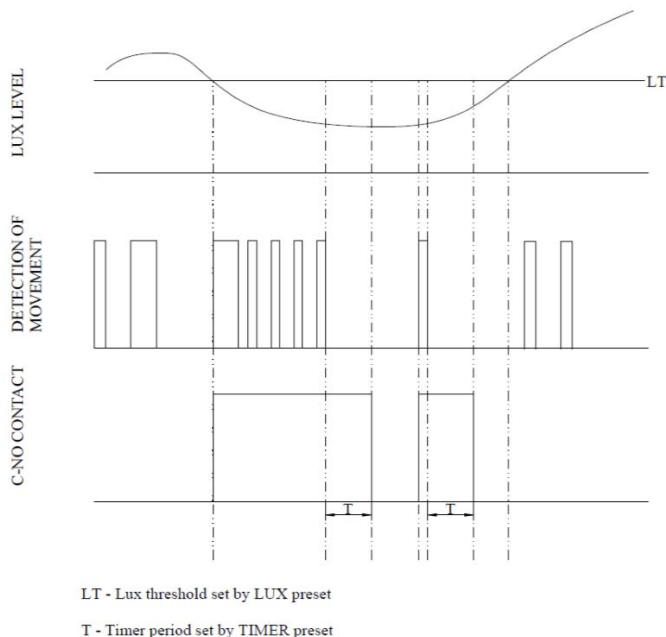 LUX LEVEL
LT
DETECTION OF
MOVEMENT
C-NO CONTACT
T
T
LT - Lux threshold set by LUX preset
T - Timer period set by TIMER preset